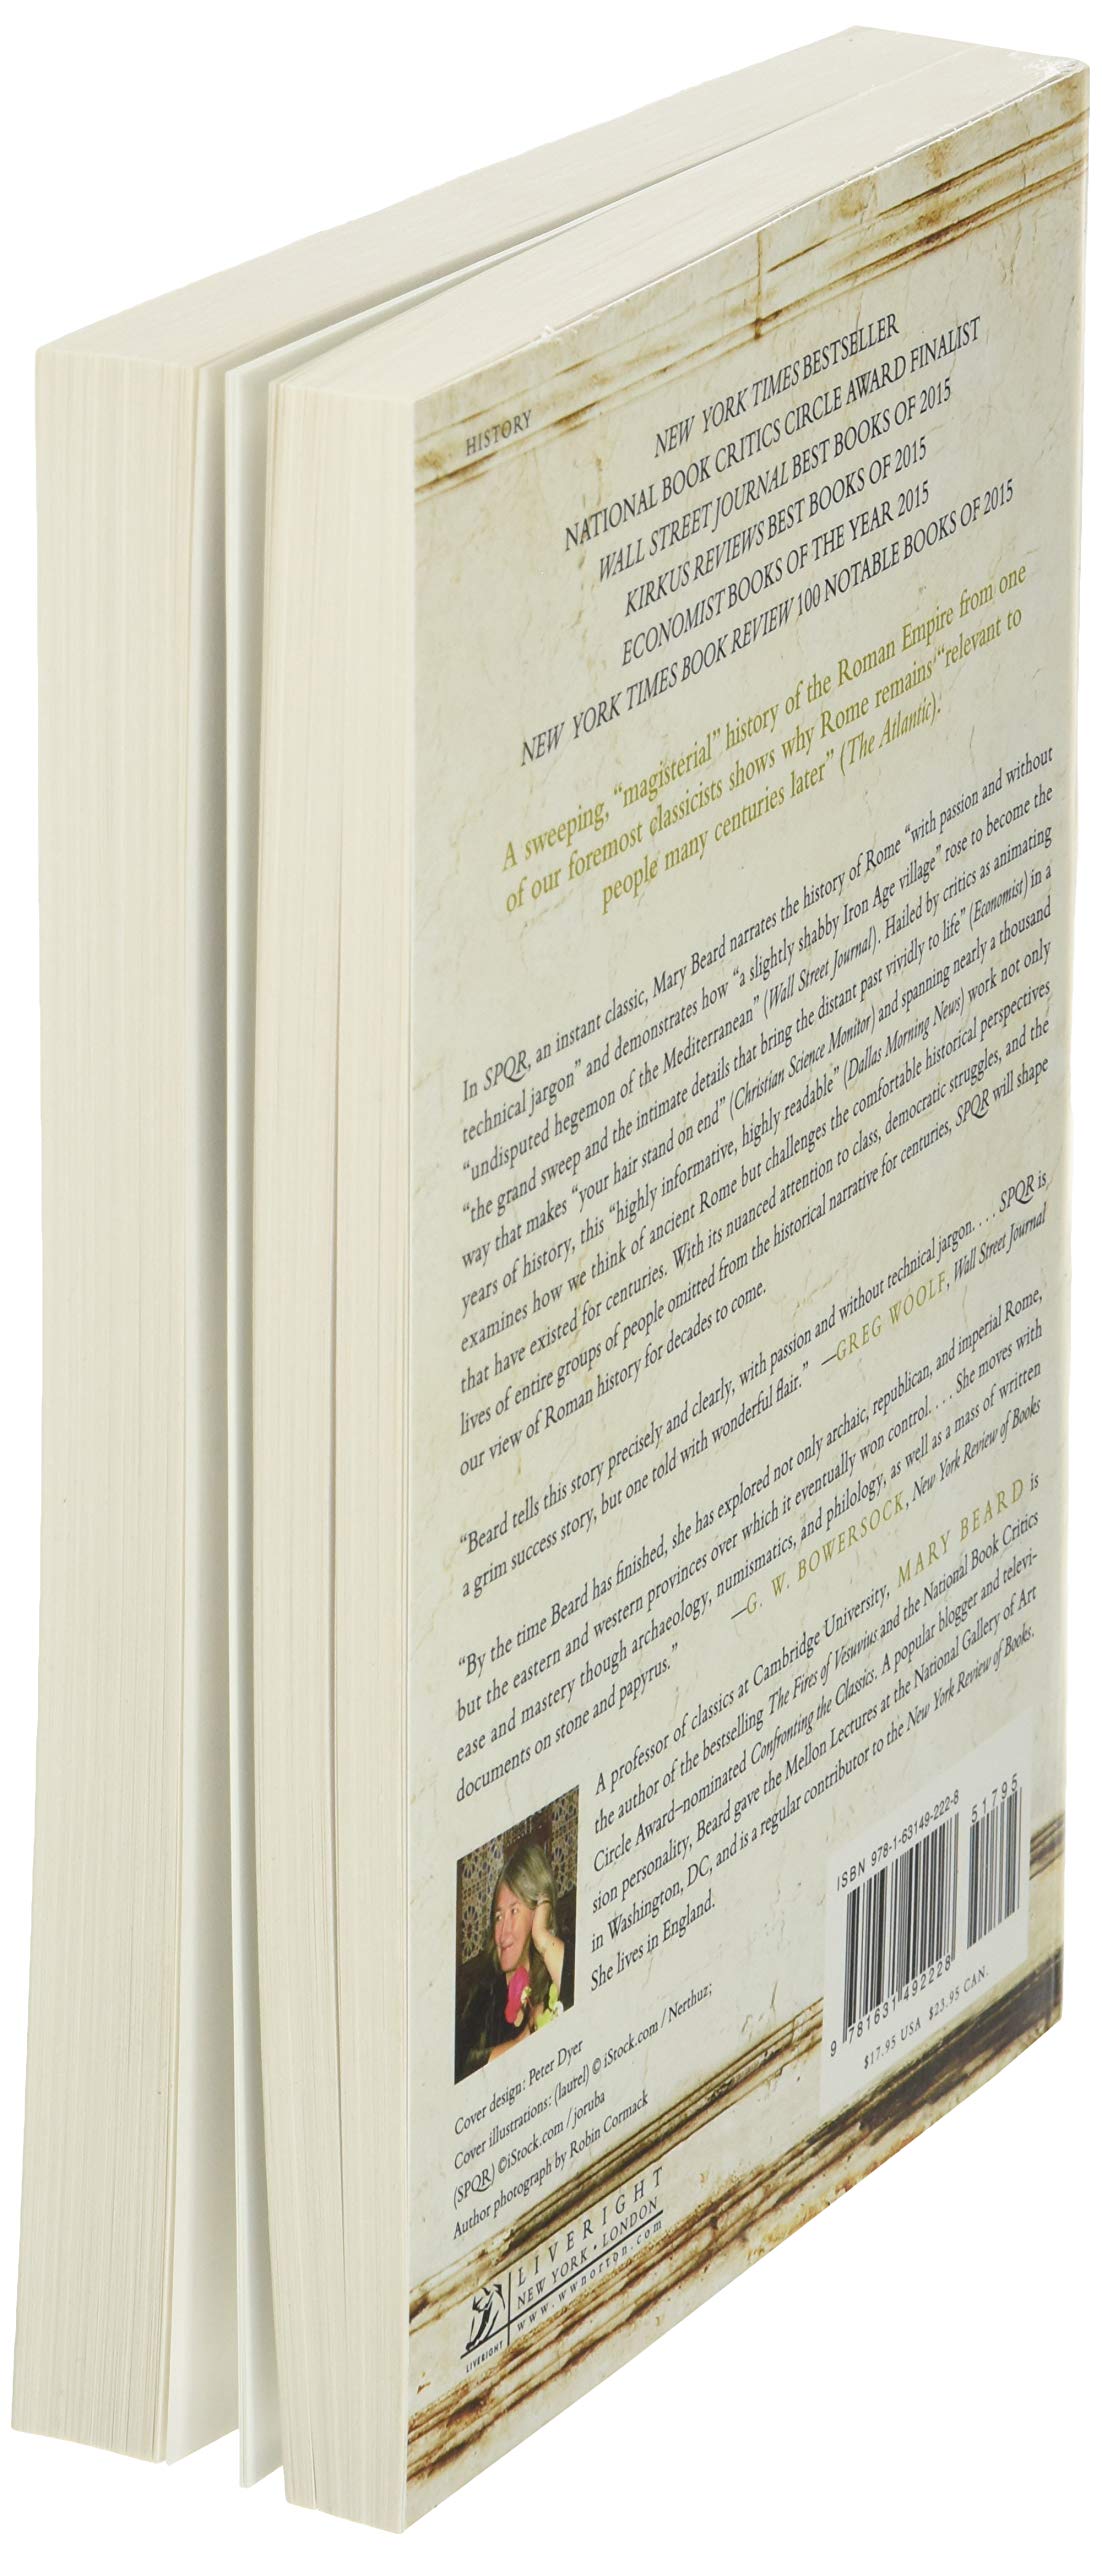 HISTORY
NEW YORK TIMES BESTSELLER
NATIONAL BOOK CRITICS CIRCLE AWARD FINALIST
WALL STREET JOURNAL BEST BOOKS OF 2015
KIRKUS REVIEWS BEST BOOKS OF 2015
ECONOMIST BOOKS OF THE YEAR 2015
NEW YORK TIMES BOOK REVIEW 100 NOTABLE BOOKS OF 2015
A sweeping, “magisterial” history of the Roman Empire from one
of our foremost classicists shows why Rome remains “relevant to
people many centuries later” (The Atlantic).
In SPQR, an instant classic, Mary Beard narrates the history of Rome “with passion and without
technical jargon” and demonstrates how “a slightly shabby Iron Age village” rose to become the
“undisputed hegemon of the Mediterranean” (Wall Street Journal). Hailed by critics as animating
“the grand sweep and the intimate details that bring the distant past vividly to life” (Economist) in a
way that makes “your hair stand on end” (Christian Science Monitor) and spanning nearly a thousand
years of history, this “highly informative, highly readable” (Dallas Morning News) work not only
examines how we think of ancient Rome but challenges the comfortable historical perspectives
that have existed for centuries. With its nuanced attention to class, democratic struggles, and the
lives of entire groups of people omitted from the historical narrative for centuries, SPQR will shape
our view of Roman history for decades to come.
“Beard tells this story precisely and clearly, with passion and without technical jargon. . . . SPQR is
a grim success story, but one told with wonderful flair.” —GREG WOOLF, Wall Street Journal
“By the time Beard has finished, she has explored not only archaic, republican, and imperial Rome,
but the eastern and western provinces over which it eventually won control. . . . She moves with
ease and mastery though archaeology, numismatics, and philology, as well as a mass of written
documents on stone and papyrus.” —G. W. BOWERSOCK, New York Review of Books
A professor of classics at Cambridge University, MARY BEARD is
the author of the bestselling The Fires of Vesuvius and the National Book Critics
Circle Award–nominated Confronting the Classics. A popular blogger and televi-
sion personality, Beard gave the Mellon Lectures at the National Gallery of Art
in Washington, DC, and is a regular contributor to the New York Review of Books.
She lives in England.
Cover design: Peter Dyer
Cover illustrations: (laurel) © iStock.com / Nerthuz;
(SPQR) ©iStock.com / joruba
Author photograph by Robin Cormack
LIVERIGHT
NEW YORK • LONDON
www.wwnorton.com
LIVERIGHT
ISBN 978-1-63149-222-8
51795
9 781631 492228
$17.95 USA $23.95 CAN.